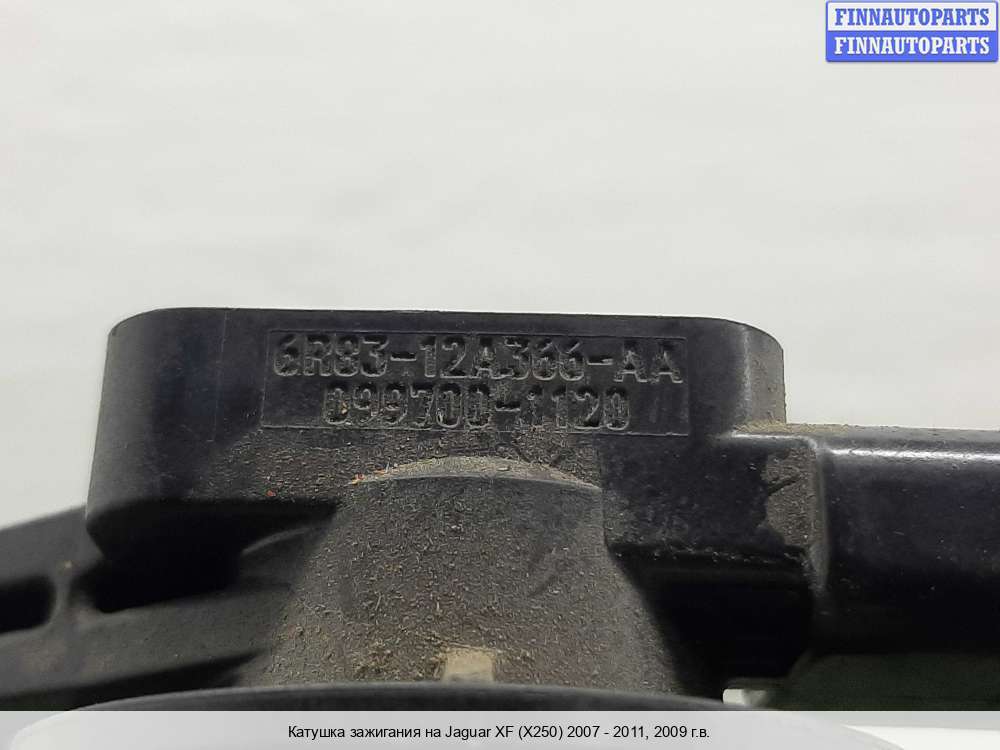 FINNAUTOPARTS
FINNAUTOPARTS
6R83-12A366-AA
099700-1120
Катушка зажигания на Jaguar XF (X250) 2007 - 2011, 2009 г.в.